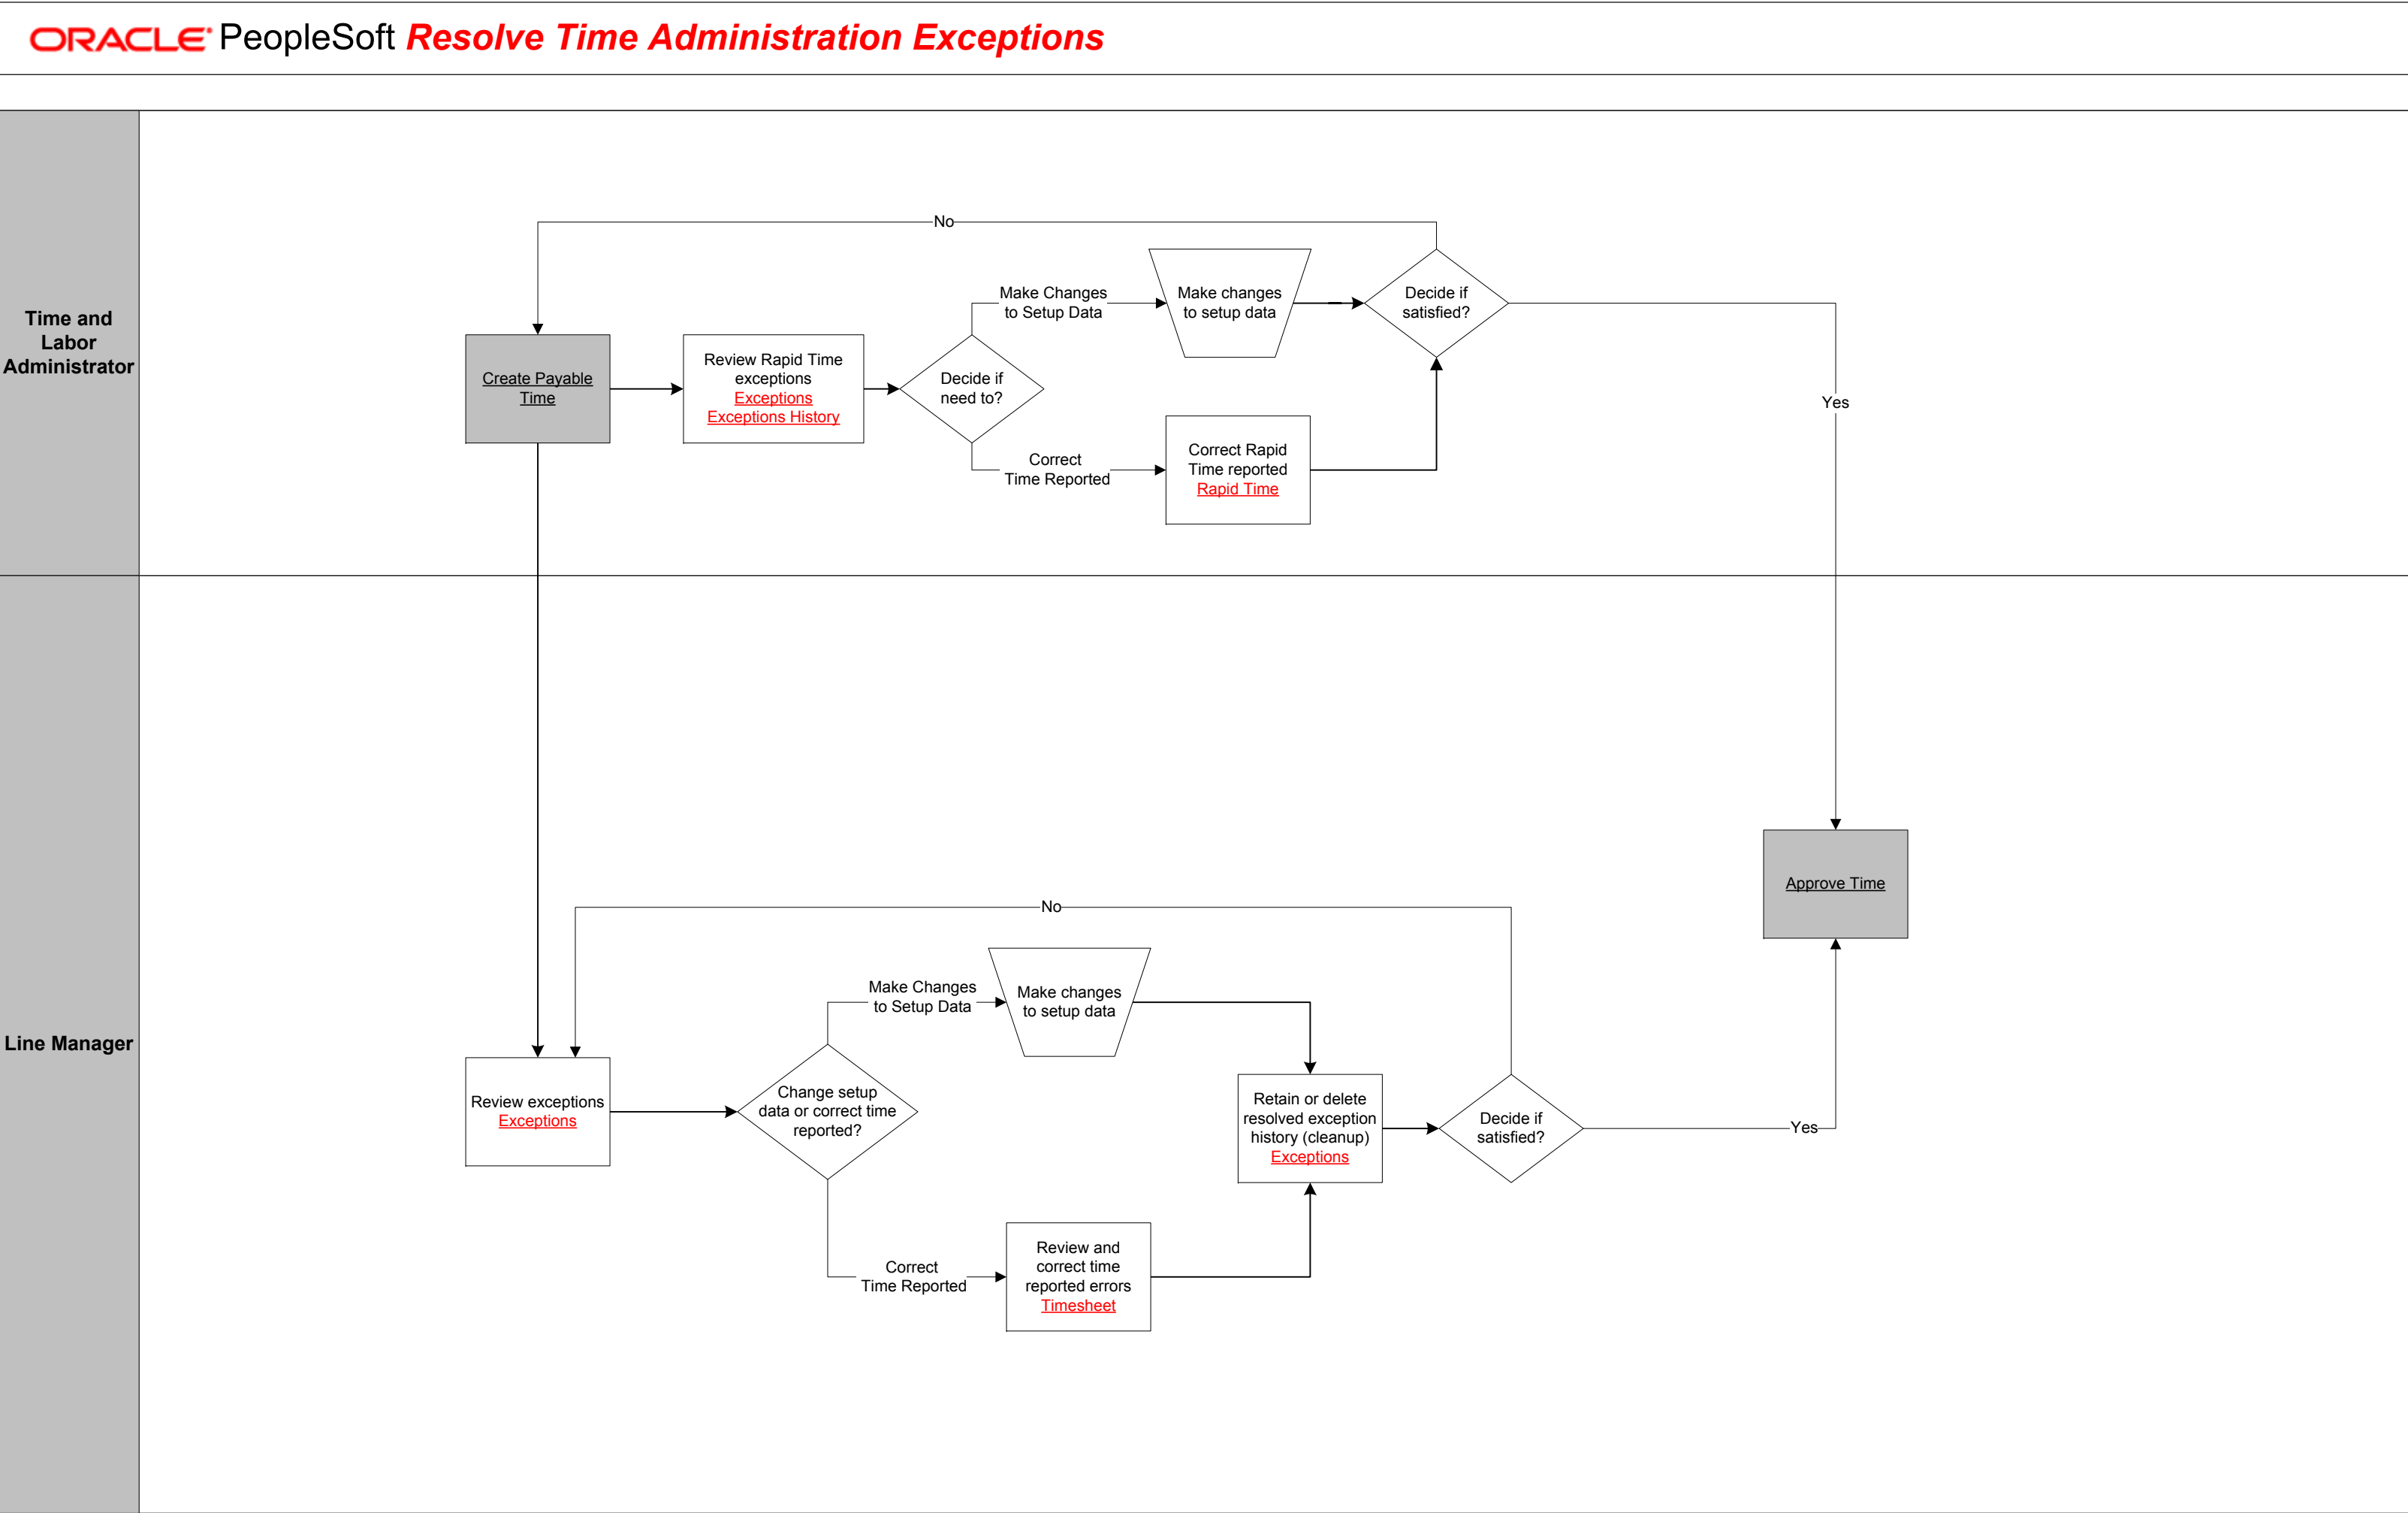 ORACLE PeopleSoft Resolve Time Administration Exceptions
Time and
Labor
Administrator
No
Create Payable
Time
Review Rapid Time
exceptions
Exceptions
Exceptions History
Decide if
need to?
Make Changes
to Setup Data
Make changes
to setup data
Decide if
satisfied?
Correct
Time Reported
Correct Rapid
Time reported
Rapid Time
Yes
Line Manager
Approve Time
No
Review exceptions
Exceptions
Change setup
data or correct time
reported?
Make Changes
to Setup Data
Make changes
to setup data
Correct
Time Reported
Review and
correct time
reported errors
Timesheet
Retain or delete
resolved exception
history (cleanup)
Exceptions
Decide if
satisfied?
Yes